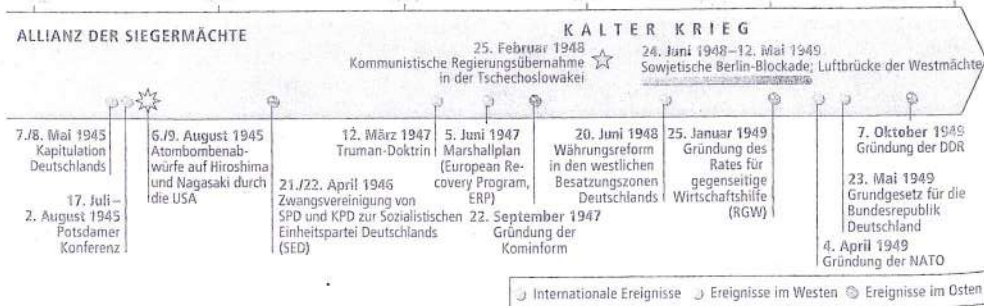 ALLIANZ DER SIEGERMÄCHTE
KALTER KRIEG
25. Februar 1948
Kommunistische Regierungsübernahme
in der Tschechoslowakei
24. Juni 1948–12. Mai 1949
Sowjetische Berlin-Blockade; Luftbrücke der Westmächte
7./8. Mai 1945
Kapitulation
Deutschlands
17. Juli –
2. August 1945
Potsdamer
Konferenz
6./9. August 1945
Atombombenab-
würfe auf Hiroshima
und Nagasaki durch
die USA
21./22. April 1946
Zwangsvereinigung von
SPD und KPD zur Sozialistischen
Einheitspartei Deutschlands
(SED)
12. März 1947
Truman-Doktrin
5. Juni 1947
Marshallplan
(European Re-
covery Program,
ERP)
22. September 1947
Gründung der
Kominform
20. Juni 1948
Währungsreform
in den westlichen
Besatzungszonen
Deutschlands
25. Januar 1949
Gründung des
Rates für
gegenseitige
Wirtschaftshilfe
(RGW)
4. April 1949
Gründung der NATO
23. Mai 1949
Grundgesetz für die
Bundesrepublik
Deutschland
7. Oktober 1949
Gründung der DDR
Internationale Ereignisse
Ereignisse im Westen
Ereignisse im Osten